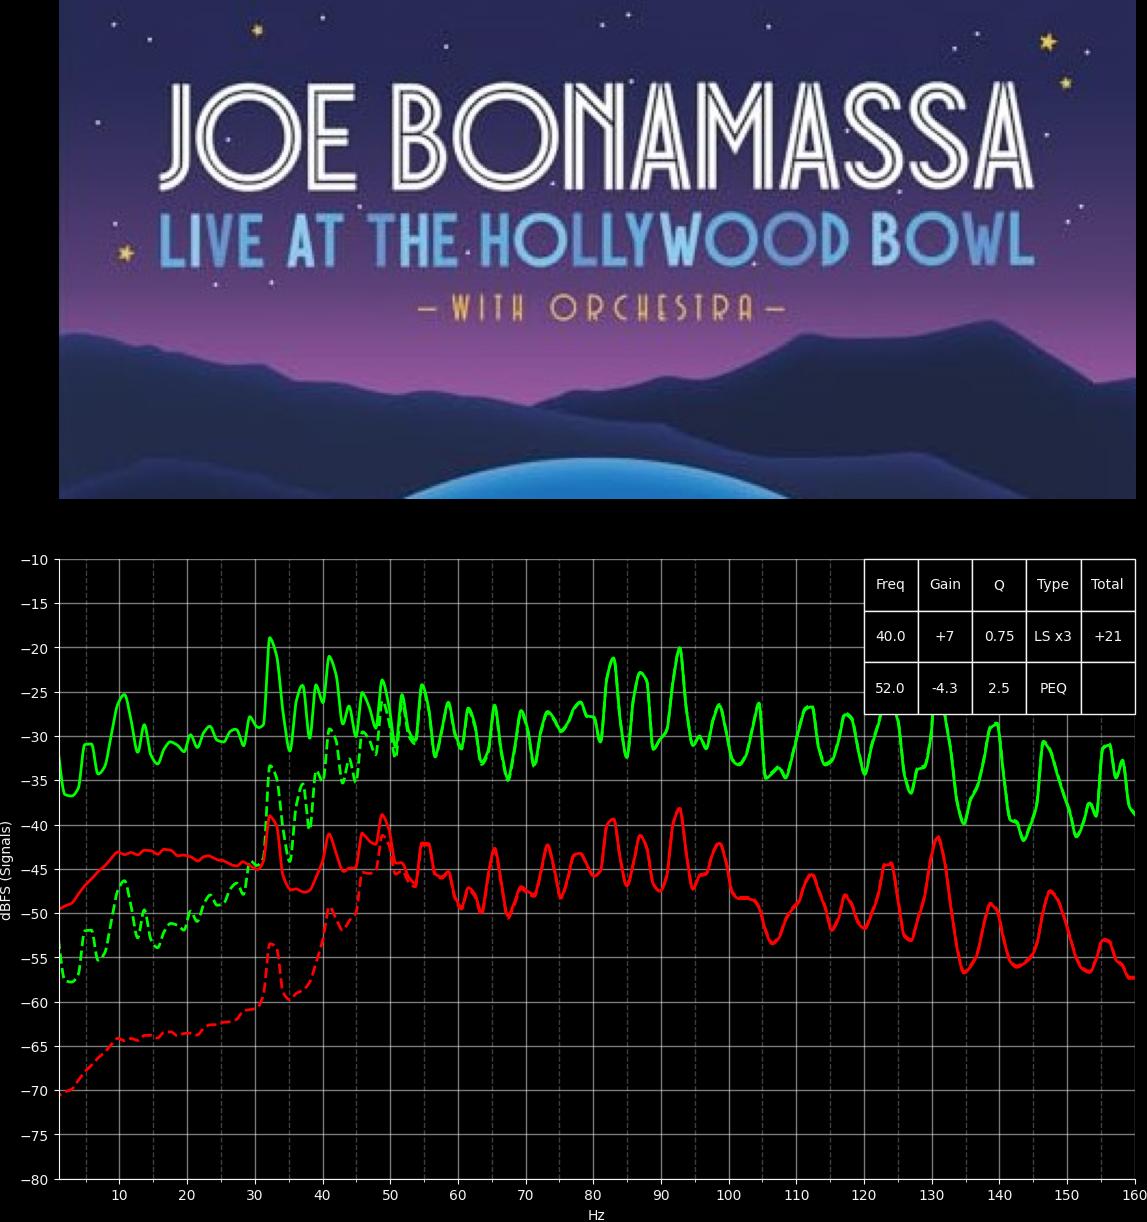 JOE BONAMASSA
LIVE AT THE HOLLYWOOD BOWL
– WITH ORCHESTRA –
Freq Gain Q Type Total
40.0 +7 0.75 LS x3 +21
52.0 -4.3 2.5 PEQ
dBFS (Signals)
−10
−15
−20
−25
−30
−35
−40
−45
−50
−55
−60
−65
−70
−75
−80
10 20 30 40 50 60 70 80 90 100 110 120 130 140 150 160
Hz